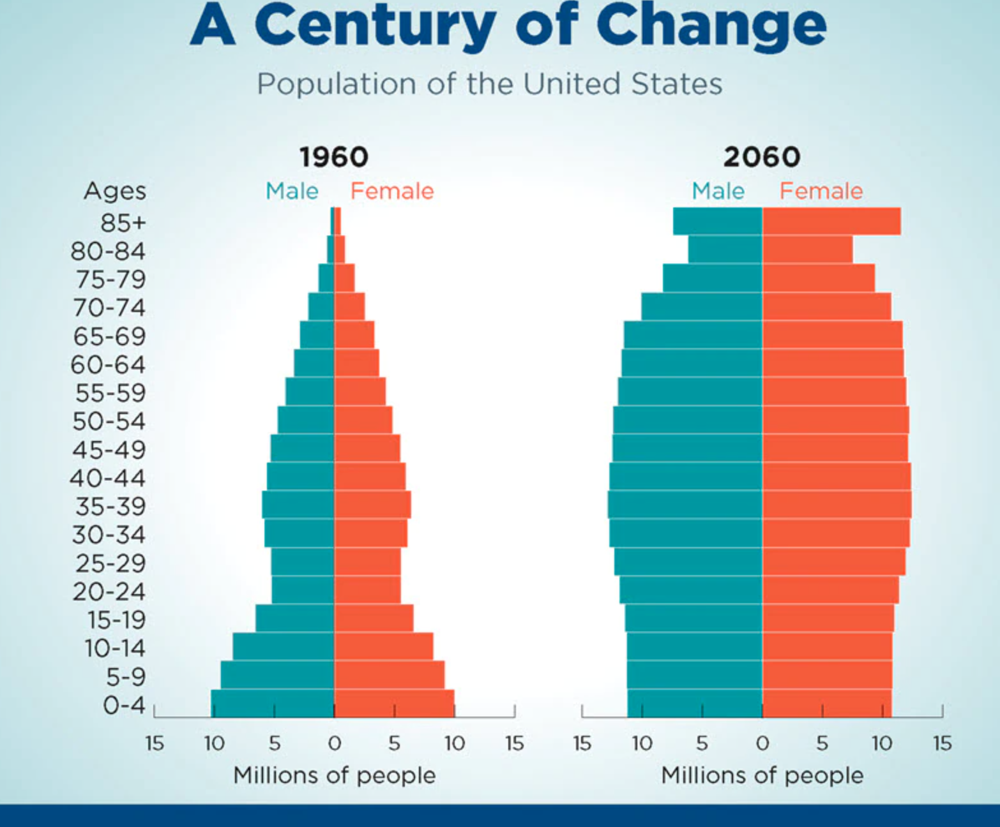 A Century of Change
Population of the United States
1960
2060
Ages
Male Female
Male Female
85+
80-84
75-79
70-74
65-69
60-64
55-59
50-54
45-49
40-44
35-39
30-34
25-29
20-24
15-19
10-14
5-9
0-4
15 10 5 0 5 10 15
15 10 5 0 5 10 15
Millions of people
Millions of people